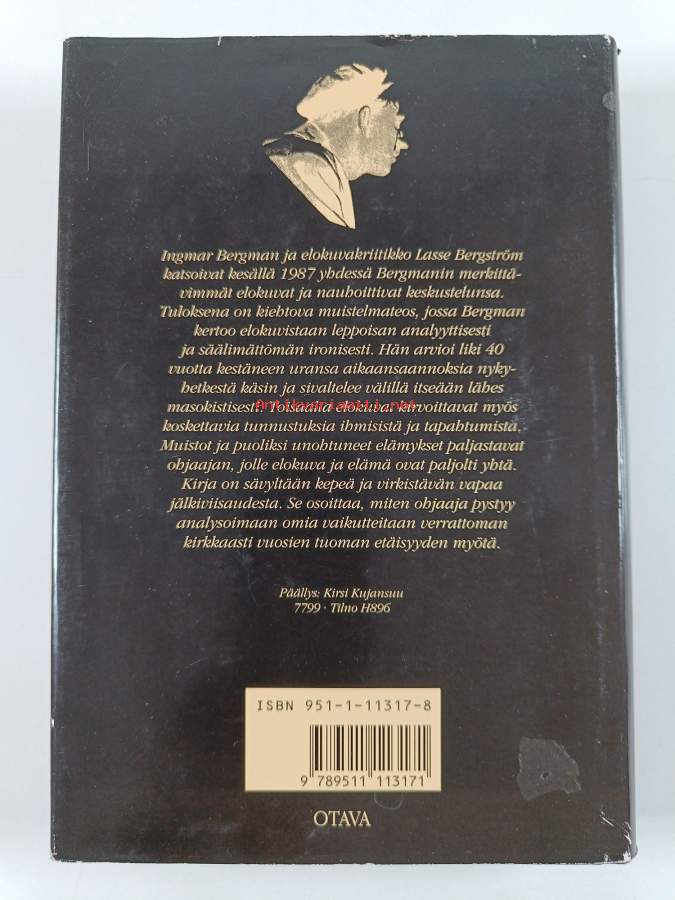 Ingmar Bergman ja elokuvakriitikko Lasse Bergström
katsoivat kesällä 1987 yhdessä Bergmanin merkittä-
vimmät elokuvat ja nauhoittivat keskustelunsa.
Tuloksena on kiehtova muistelmateos, jossa Bergman
kertoo elokuvistaan leppoisan analyyttisesti
ja säälimättömän ironisesti. Hän arvioi liki 40
vuotta kestäneen uransa aikaansaannoksia nyky-
hetkestä käsin ja sivaltelee välillä itseään lähes
masokistisesti. Toisaalta elokuvat kirvoittavat myös
antikvariaatti.net
koskettavia tunnustuksia ihmisistä ja tapahtumista.
Muistot ja puoliksi unohtuneet elämykset paljastavat
ohjaajan, jolle elokuva ja elämä ovat paljolti yhtä.
Kirja on sävyltään kepeä ja virkistävän vapaa
jälkiviisaudesta. Se osoittaa, miten ohjaaja pystyy
analysoimaan omia vaikutteitaan verrattoman
kirkkaasti vuosien tuoman etäisyyden myötä.
Päällys: Kirsi Kujansuu
7799 · Tilno H896
ISBN 951-1-11317-8
9 789511 113171
OTAVA